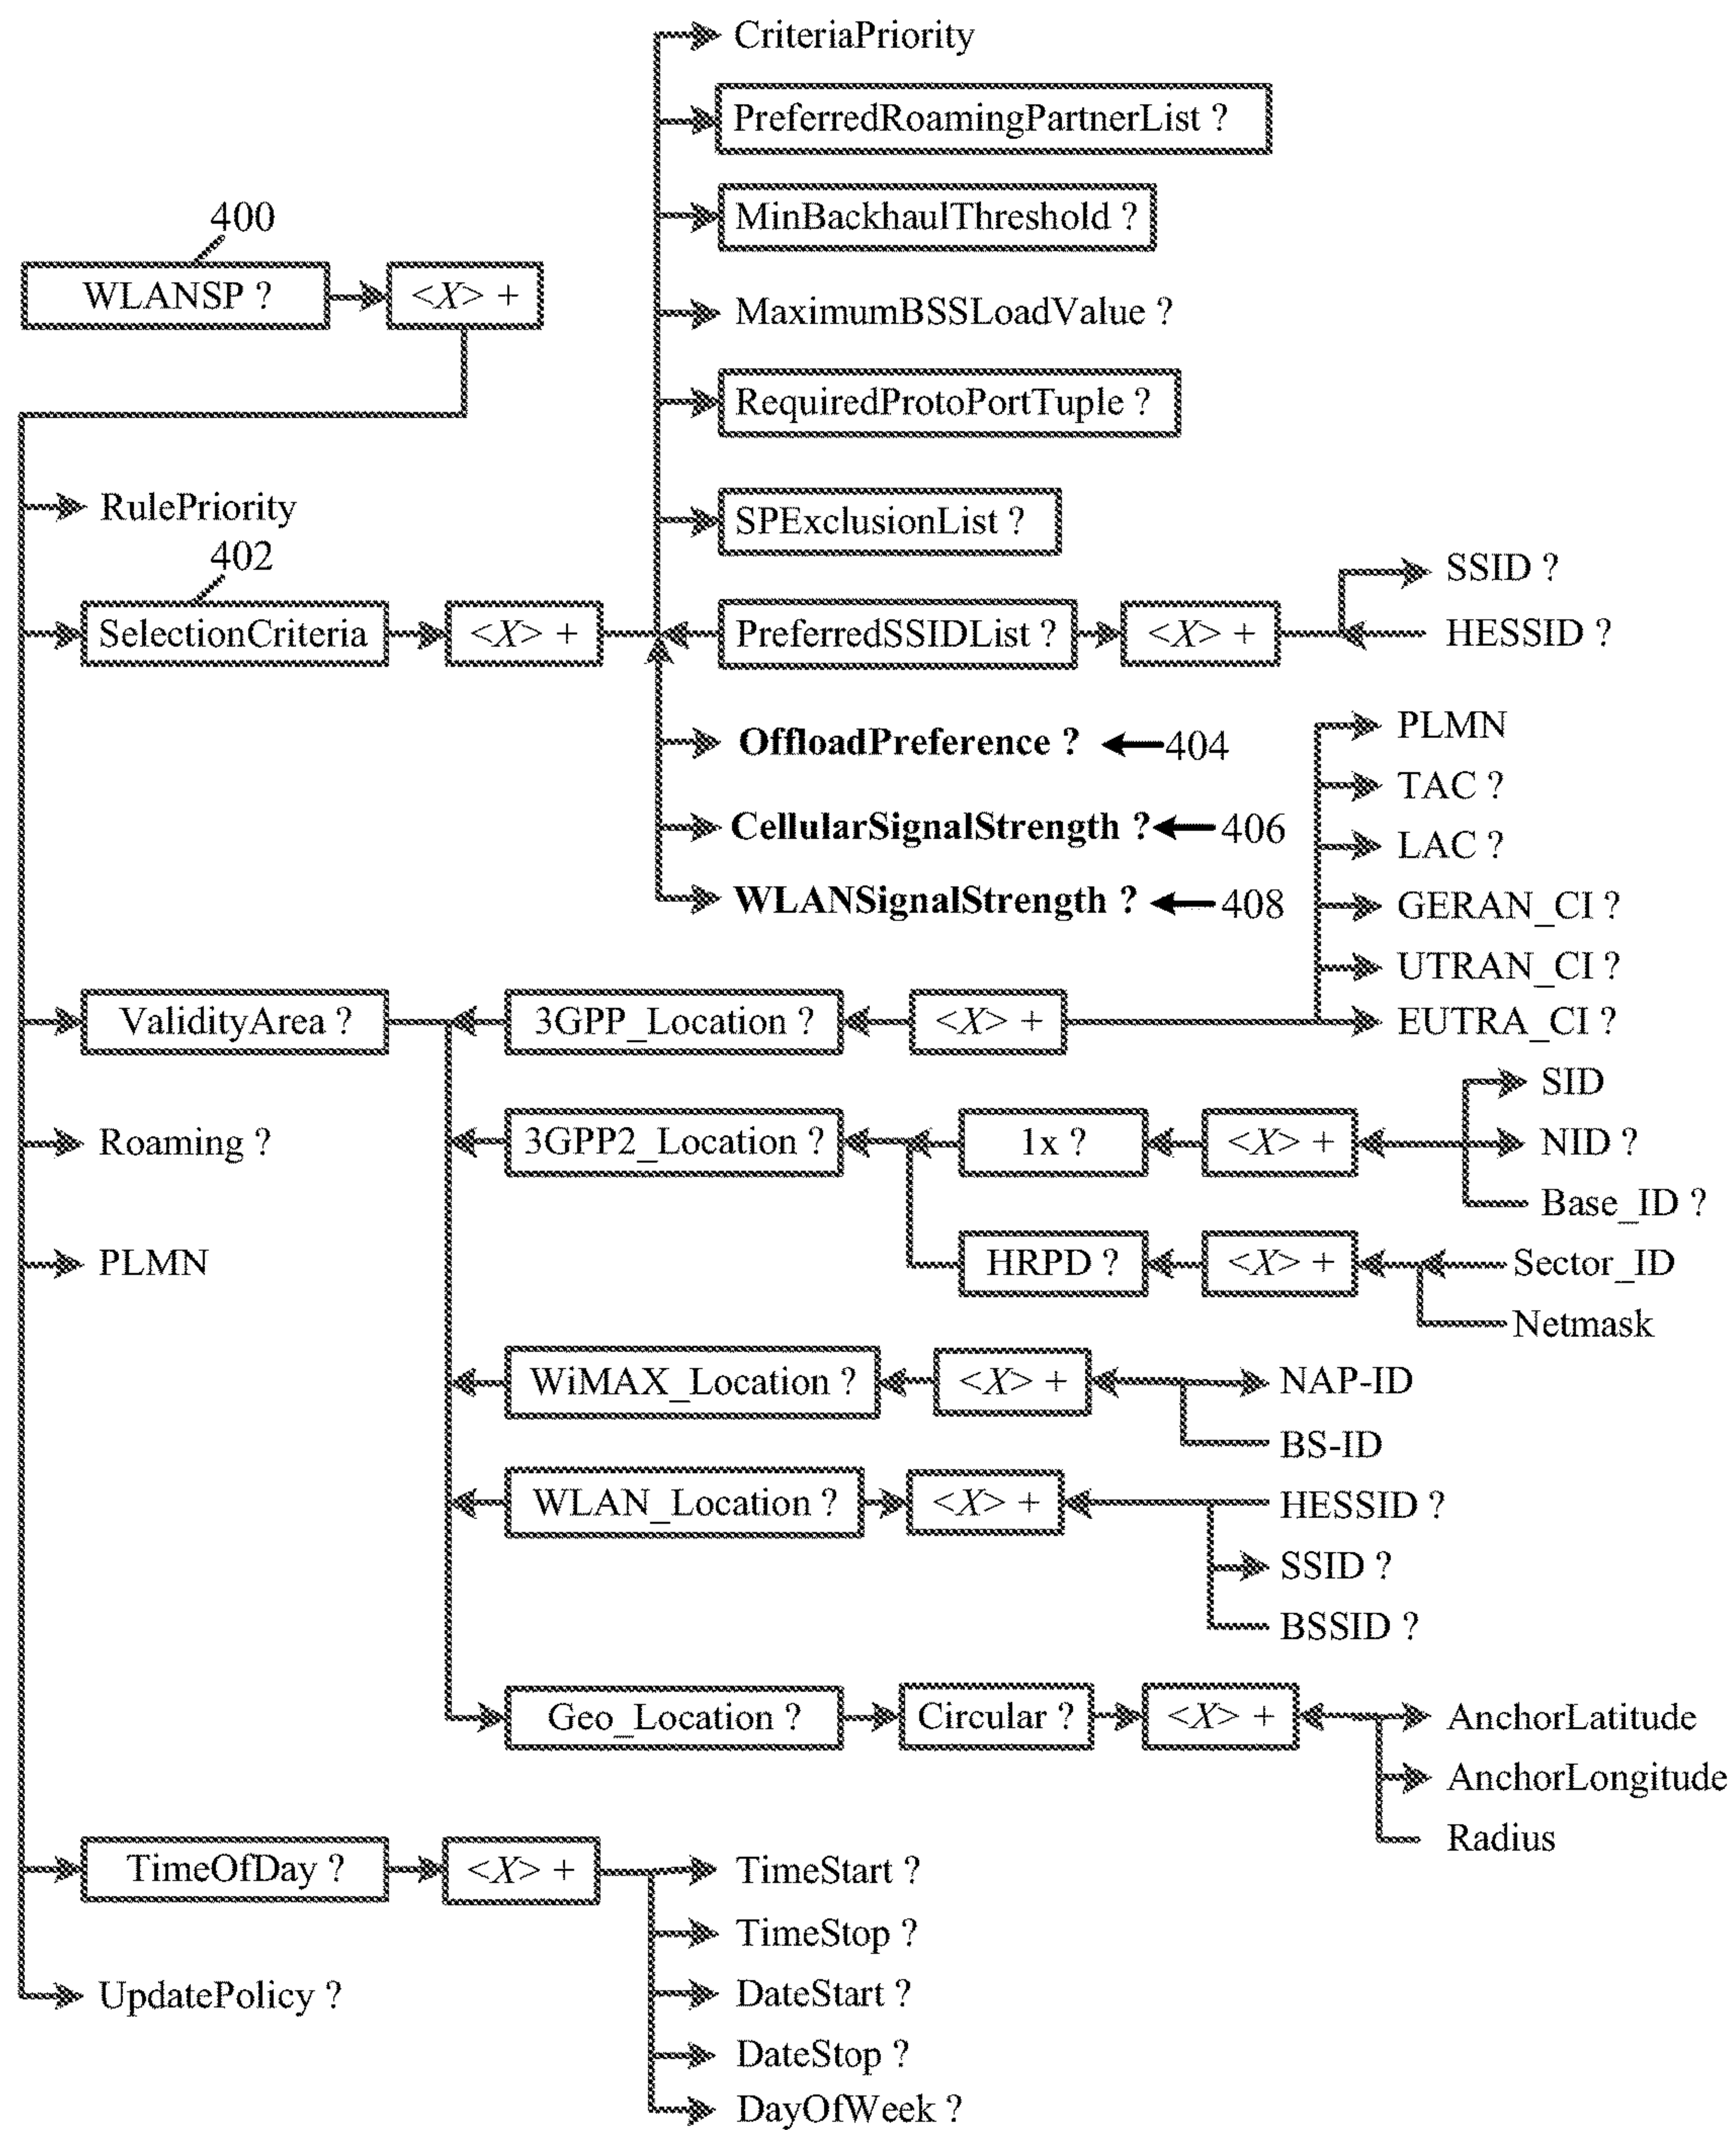 CriteriaPriority
PreferredRoamingPartnerList ?
MinBackhaulThreshold ?
400
WLANSP ? <X> +
MaximumBSSLoadValue ?
RequiredProtoPortTuple ?
RulePriority
SPExclusionList ?
402
SSID ?
SelectionCriteria <X> + PreferredSSIDList ? <X> + HESSID ?
PLMN
OffloadPreference ? 404
TAC ?
CellularSignalStrength ? 406
LAC ?
WLANSignalStrength ? 408
GERAN_CI ?
UTRAN_CI ?
ValidityArea ? 3GPP_Location ? <X> + EUTRA_CI ?
SID
Roaming ? 3GPP2_Location ? 1x ? <X> + NID ?
Base_ID ?
PLMN HRPD ? <X> + Sector_ID
Netmask
WiMAX_Location ? <X> + NAP-ID
BS-ID
WLAN_Location ? <X> + HESSID ?
SSID ?
BSSID ?
Geo_Location ? Circular ? <X> + AnchorLatitude
AnchorLongitude
Radius
TimeOfDay ? <X> + TimeStart ?
TimeStop ?
UpdatePolicy ? DateStart ?
DateStop ?
DayOfWeek ?